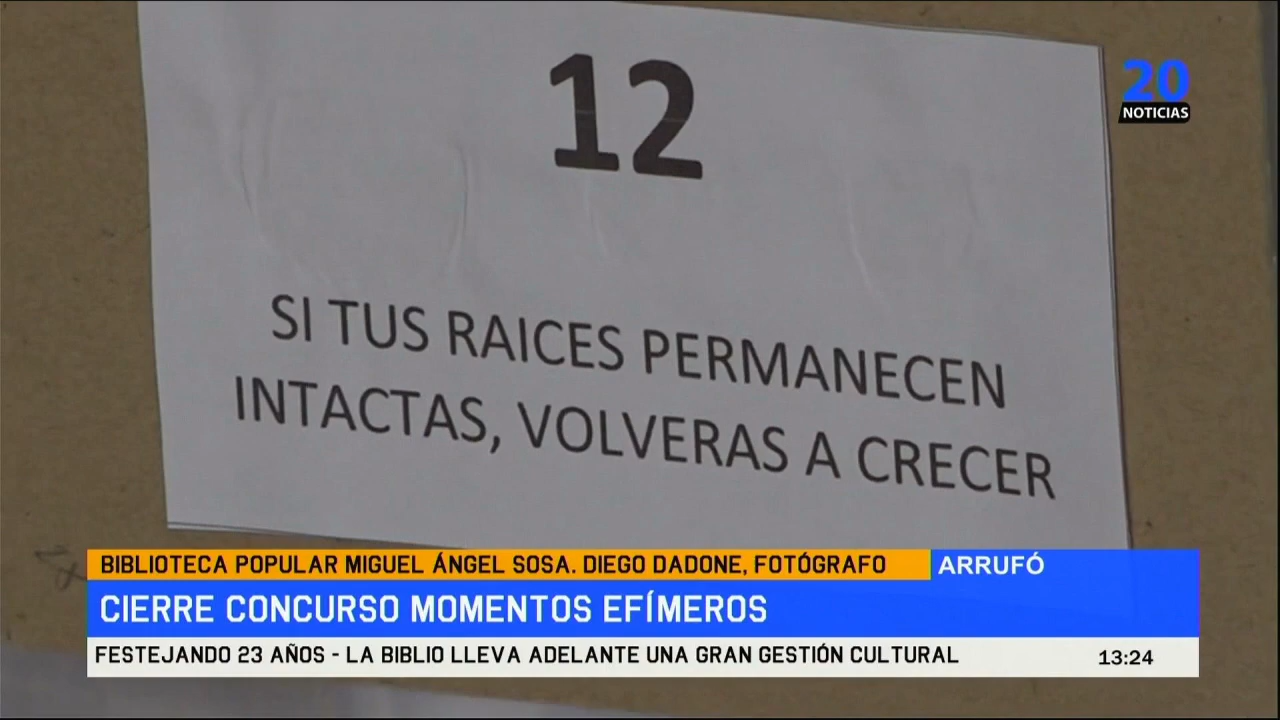 12
20
NOTICIAS
SI TUS RAICES PERMANECEN
INTACTAS, VOLVERAS A CRECER
BIBLIOTECA POPULAR MIGUEL ÁNGEL SOSA. DIEGO DADONE, FOTÓGRAFO
ARRUFÓ
CIERRE CONCURSO MOMENTOS EFÍMEROS
FESTEJANDO 23 AÑOS - LA BIBLIO LLEVA ADELANTE UNA GRAN GESTIÓN CULTURAL
13:24